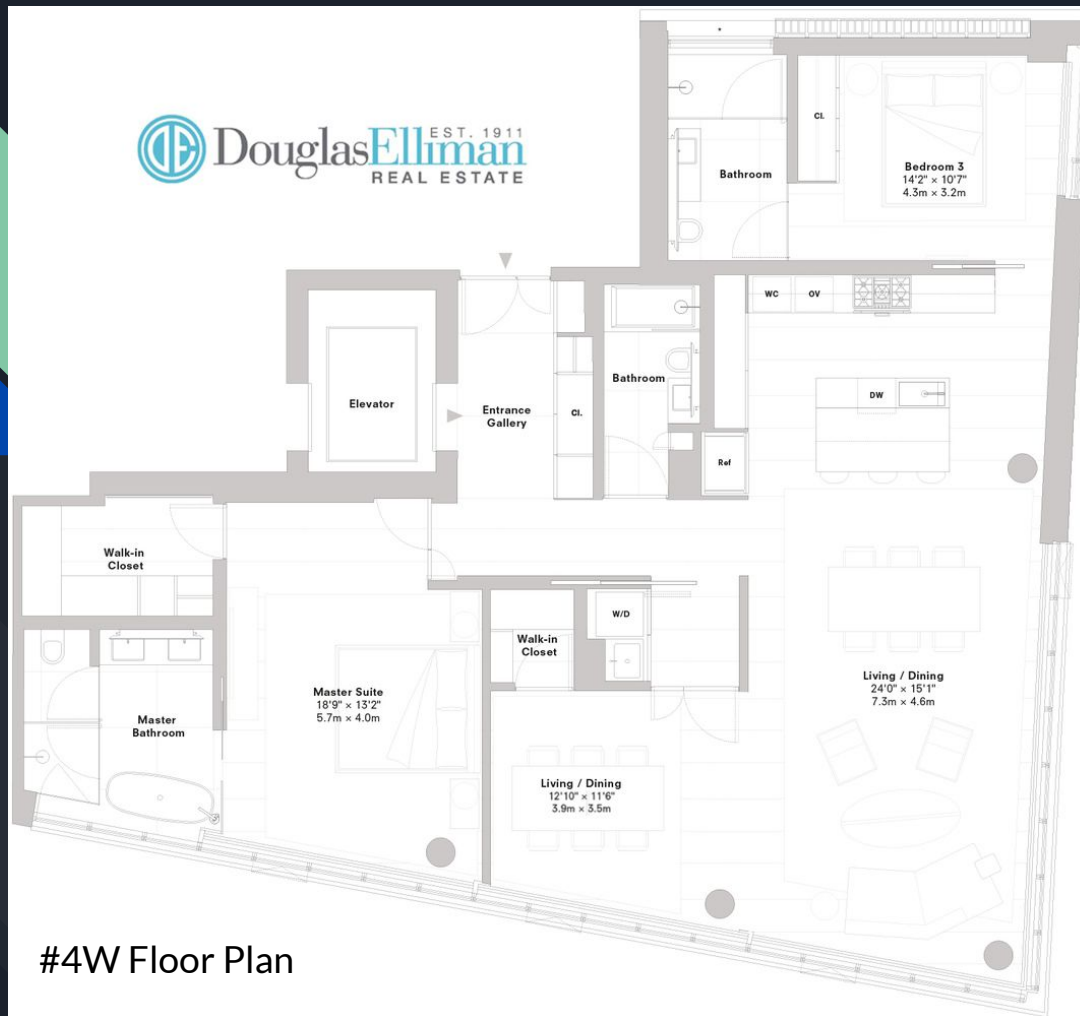 DE DouglasElliman
EST. 1911
REAL ESTATE
Cl.
Bathroom
Bedroom 3
14'2" × 10'7"
4.3m × 3.2m
WC OV
Elevator
Entrance
Gallery
Cl.
Bathroom
DW
Ref
Walk-in
Closet
W/D
Walk-in
Closet
Master Suite
18'9" × 13'2"
5.7m × 4.0m
Master
Bathroom
Living / Dining
24'0" × 15'1"
7.3m × 4.6m
Living / Dining
12'10" × 11'6"
3.9m × 3.5m
#4W Floor Plan